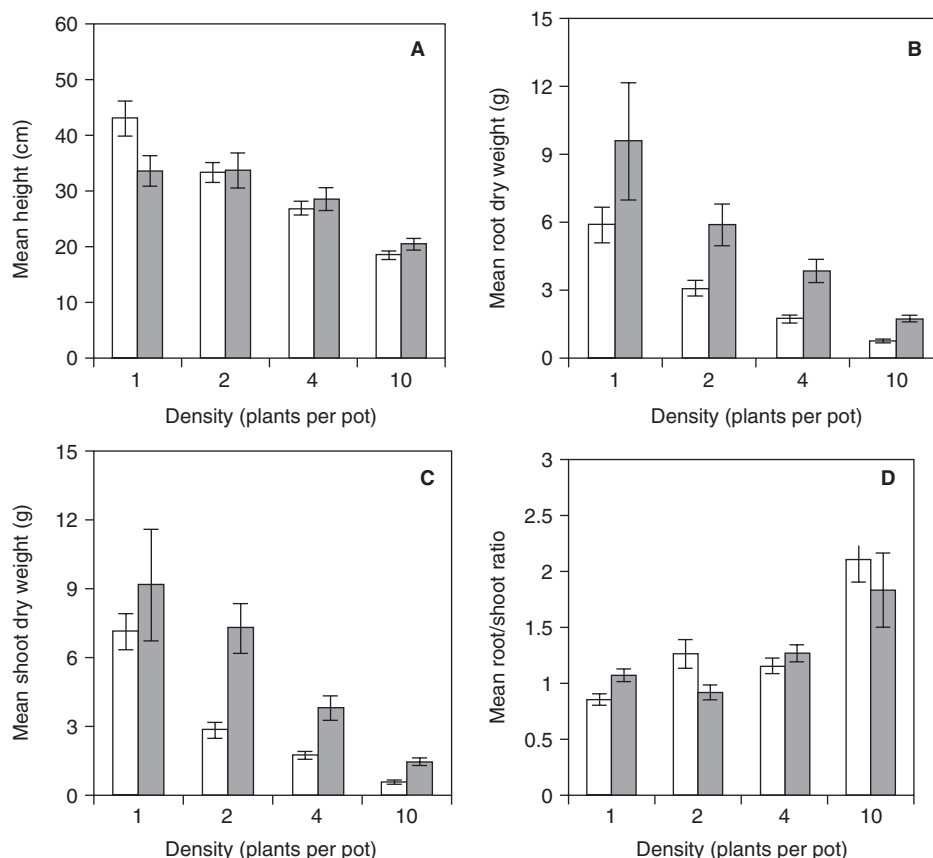 A
Mean height (cm)
60
50
40
30
20
10
0
1 2 4 10
Density (plants per pot)
B
Mean root dry weight (g)
15
12
9
6
3
0
1 2 4 10
Density (plants per pot)
C
Mean shoot dry weight (g)
15
12
9
6
3
0
1 2 4 10
Density (plants per pot)
D
Mean root/shoot ratio
3
2.5
2
1.5
1
0.5
0
1 2 4 10
Density (plants per pot)